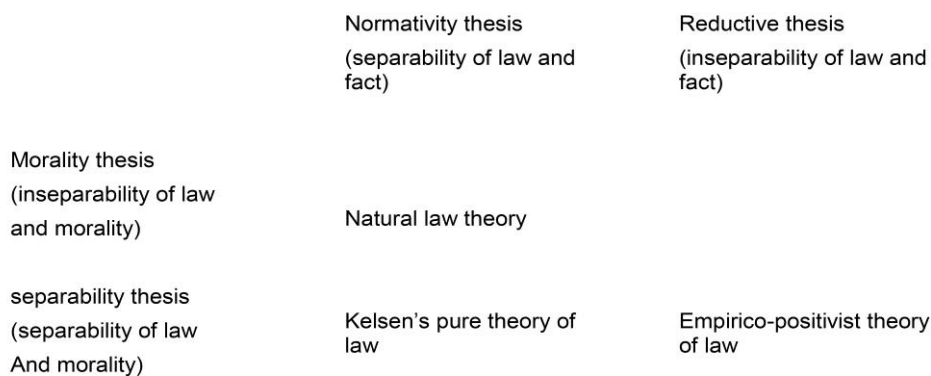 Normativity thesis
(separability of law and
fact)
Reductive thesis
(inseparability of law and
fact)
Morality thesis
(inseparability of law
and morality)
Natural law theory
separability thesis
(separability of law
And morality)
Kelsen's pure theory of
law
Empirico-positivist theory
of law